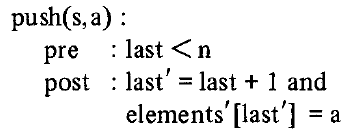 push(s,a) :
pre : last < n
post : last′ = last + 1 and
elements′[last′] = a